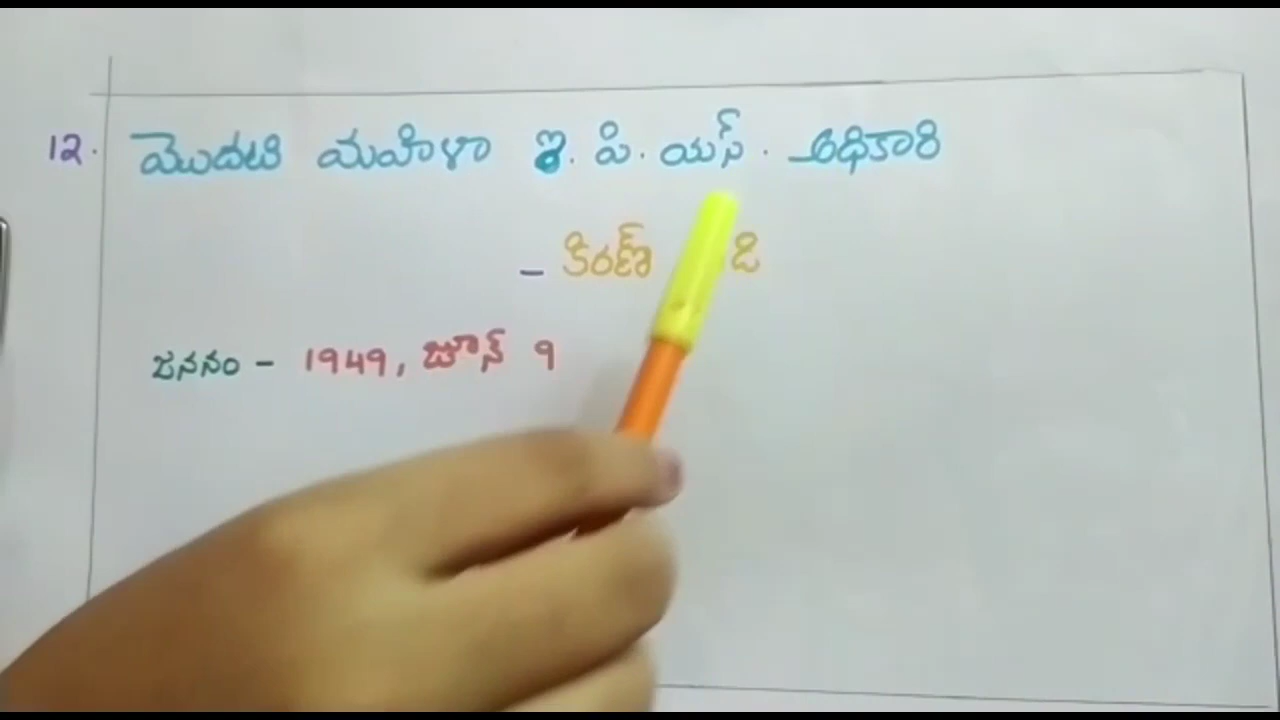 12. మొదటి మహిళా ఐ. పి. యస్. అధికారి
- కిరణ్
జననం - 1949, జూన్ 9